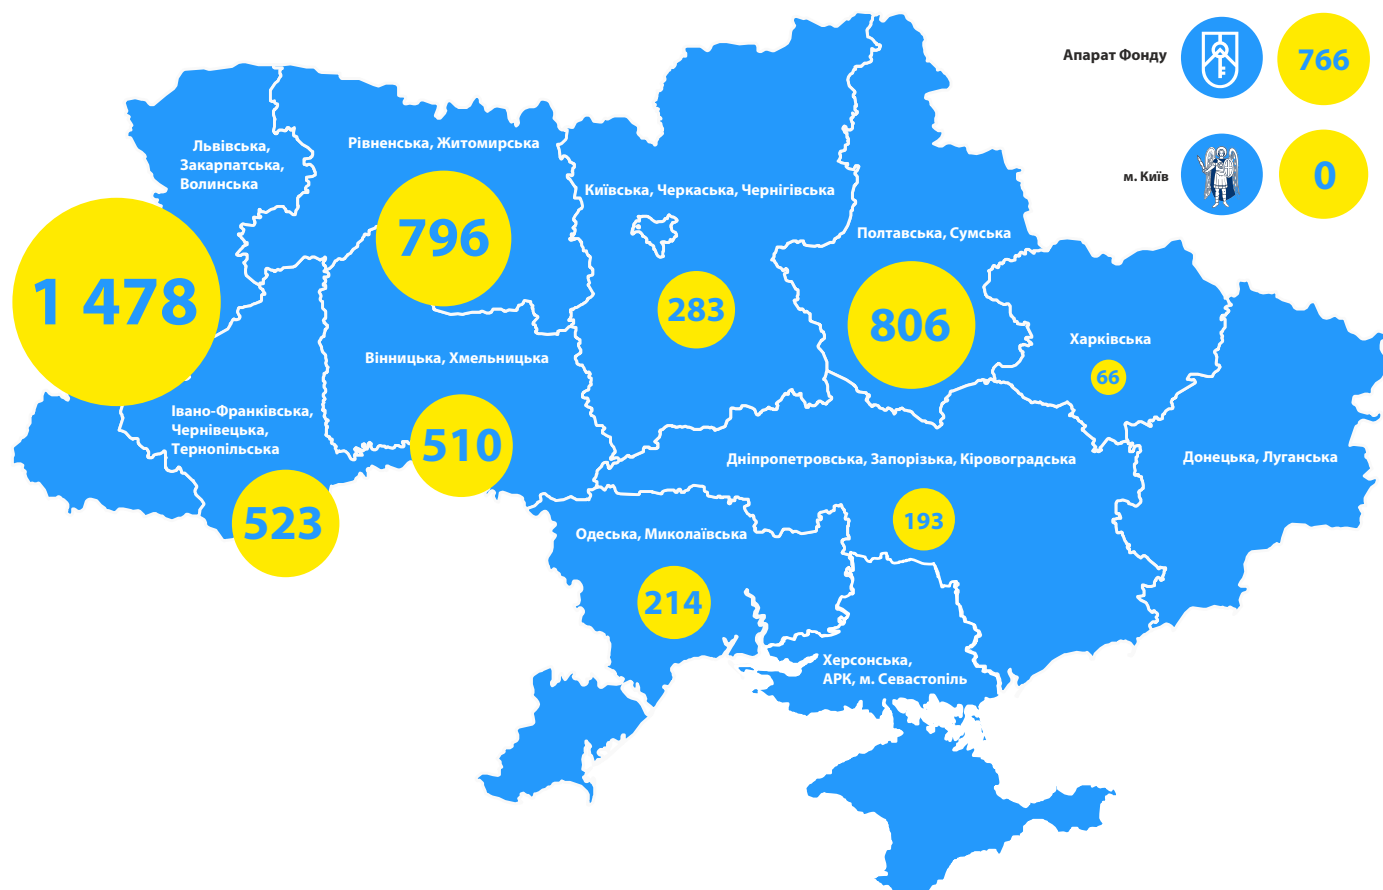 Апарат Фонду
766
м. Київ
0
Львівська,
Закарпатська,
Волинська
1 478
Рівненська, Житомирська
796
Київська, Черкаська, Чернігівська
283
Полтавська, Сумська
806
Харківська
66
Вінницька, Хмельницька
510
Івано-Франківська,
Чернівецька,
Тернопільська
523
Дніпропетровська, Запорізька, Кіровоградська
193
Донецька, Луганська
Одеська, Миколаївська
214
Херсонська,
АРК, м. Севастопіль